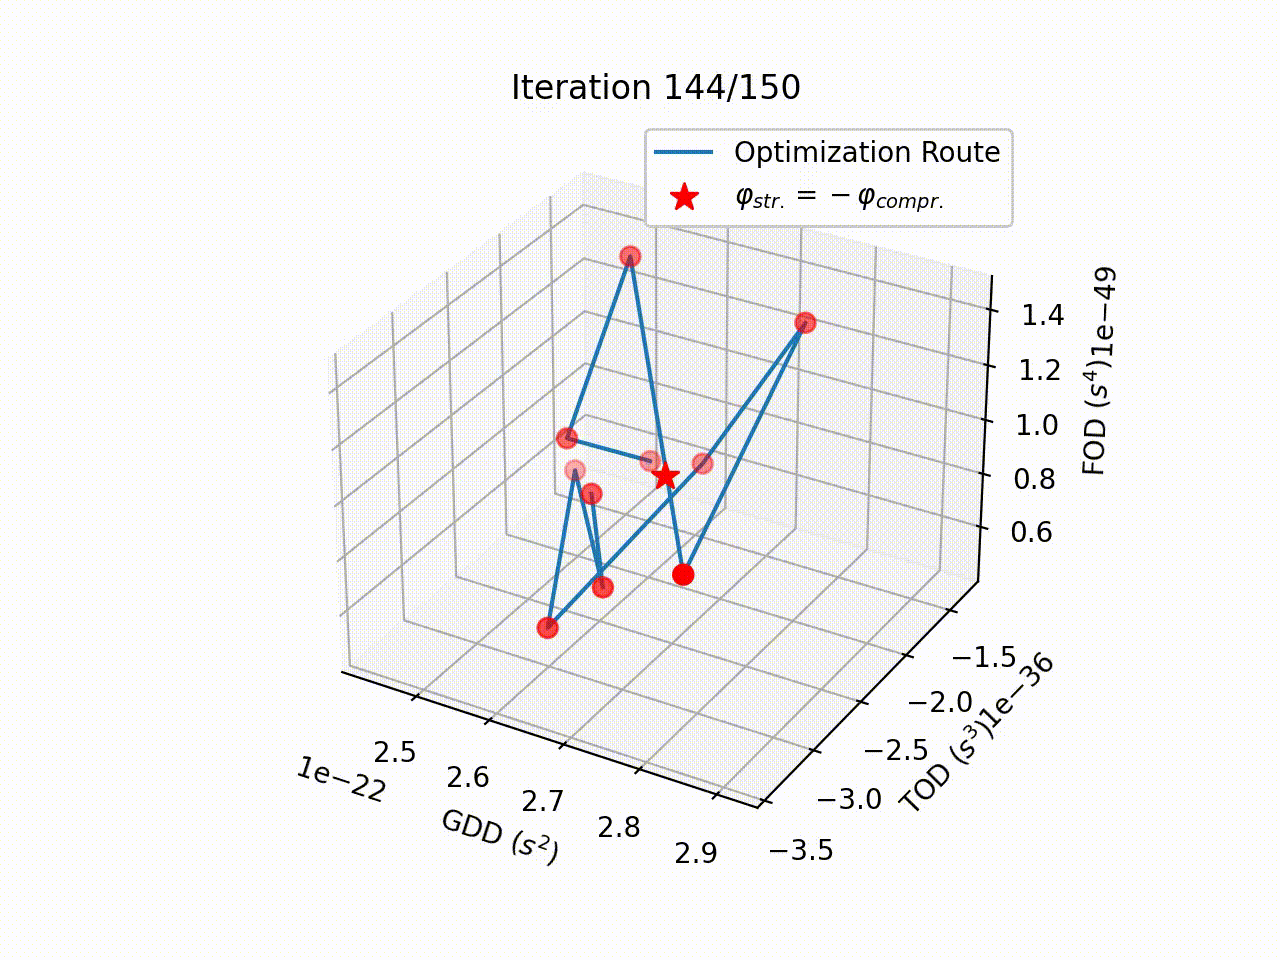 Iteration 144/150
Optimization Route
φstr. = − φcompr.
1.4
1.2
1.0
0.8
0.6
FOD (s⁴)1e−49
−1.5
−2.0
−2.5
−3.0
−3.5
TOD (s³)1e−36
2.5
2.6
2.7
2.8
2.9
1e−22
GDD (s²)